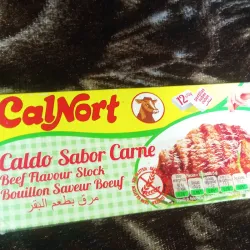 CalNort
12
Caldo Sabor Carne
Beef Flavour Stock
Bouillon Saveur Boeuf
مرق بطعم البقر